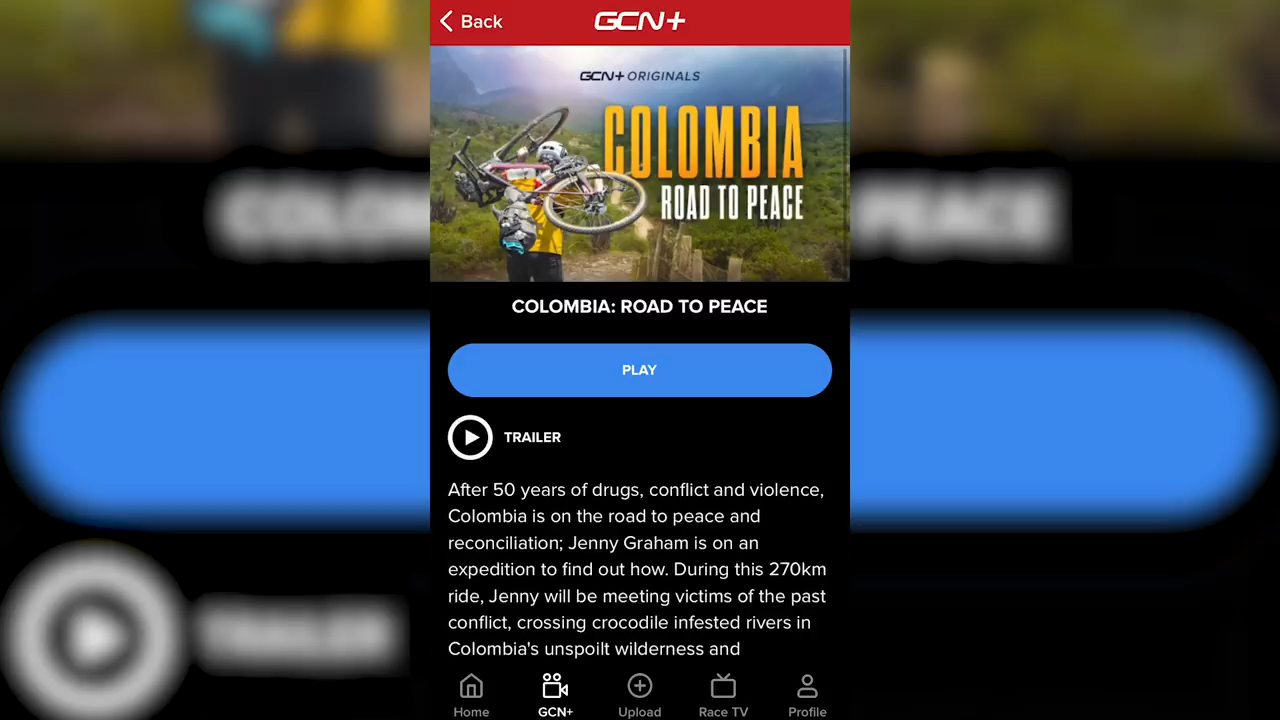 Back
GCN+
GCN+ ORIGINALS
COLOMBIA
ROAD TO PEACE
COLOMBIA: ROAD TO PEACE
PLAY
TRAILER
After 50 years of drugs, conflict and violence,
Colombia is on the road to peace and
reconciliation; Jenny Graham is on an
expedition to find out how. During this 270km
ride, Jenny will be meeting victims of the past
conflict, crossing crocodile infested rivers in
Colombia's unspoilt wilderness and
Home
GCN+
Upload
Race TV
Profile
COLOM
PEACE
TRAILER